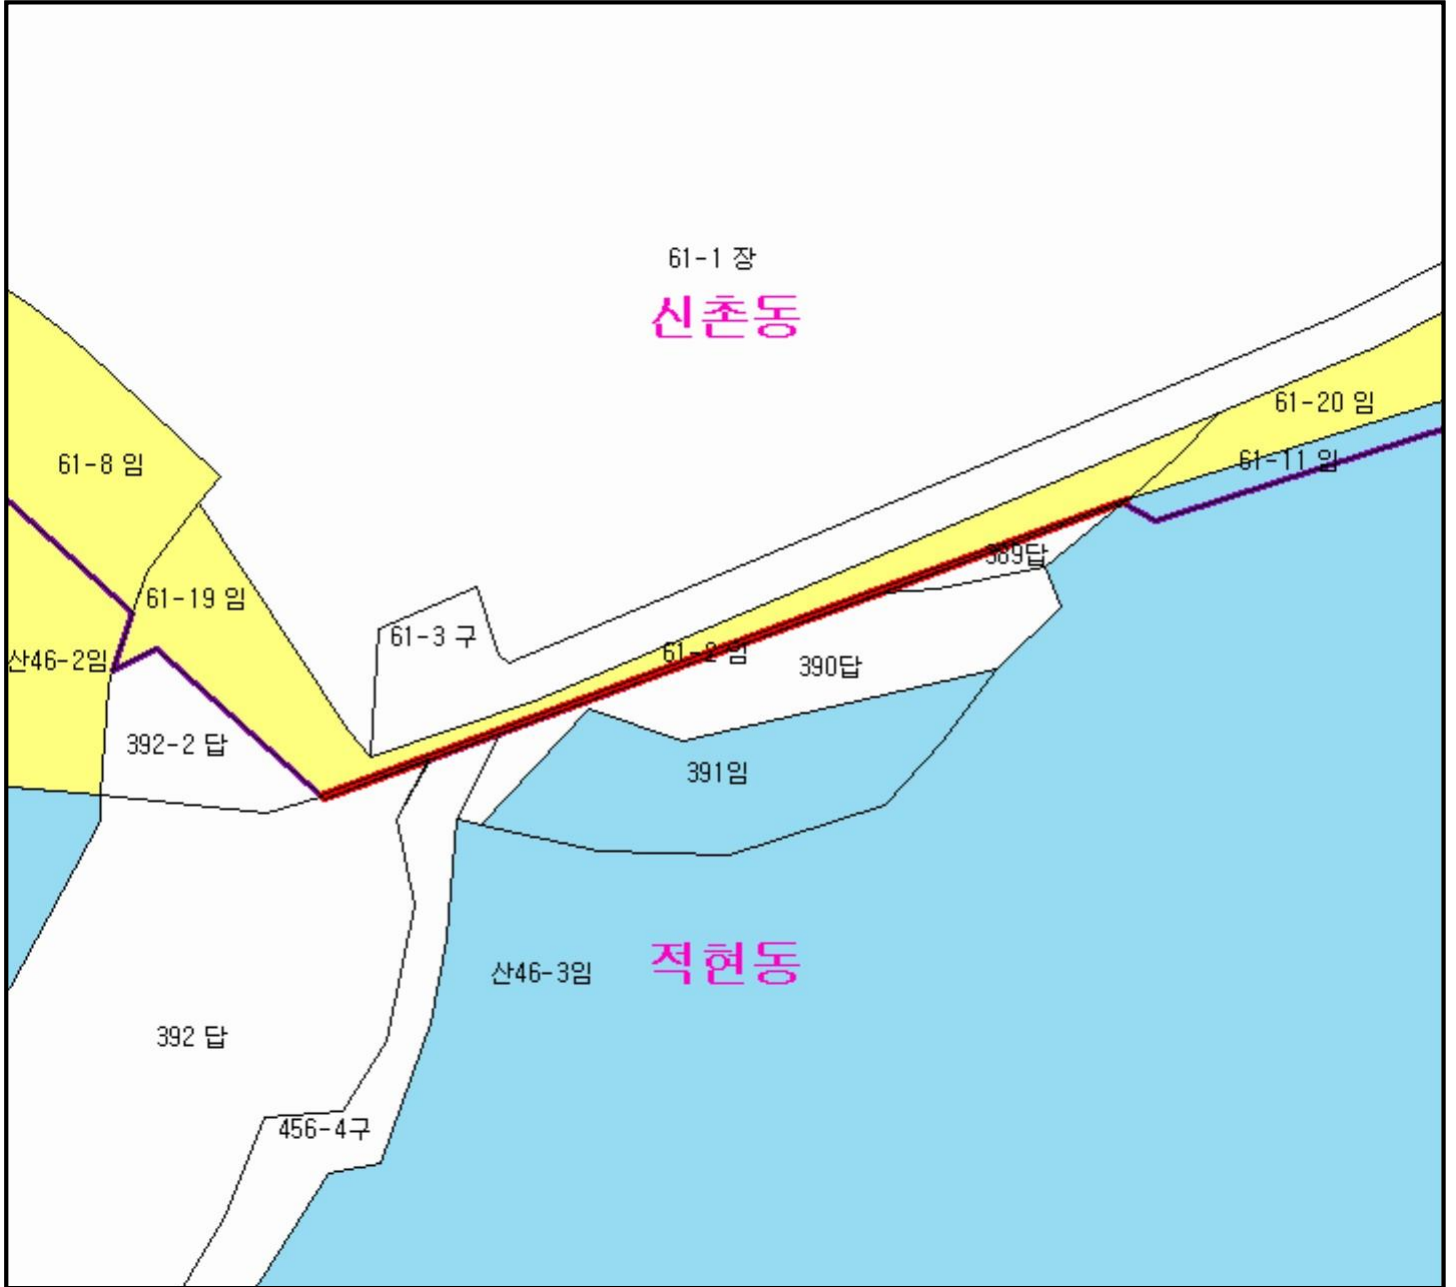 61-1 장
신촌동
61-20 임
61-11 임
61-8 임
389답
61-19 임
61-3 구
61-2 임
390답
산46-2임
392-2 답
391임
산46-3임
적현동
392 답
456-4구